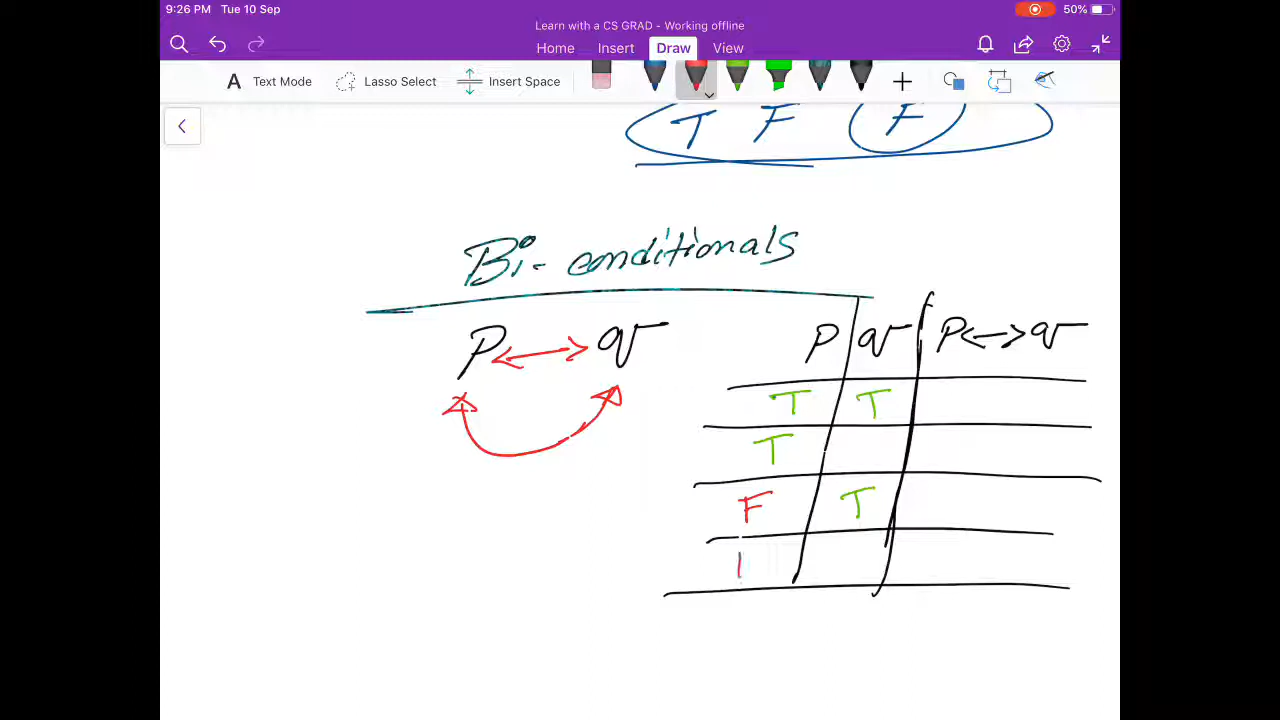 9:26 PM Tue 10 Sep 50%
Learn with a CS GRAD - Working offline
Home Insert Draw View
A Text Mode Lasso Select Insert Space
T F F
Bi-conditionals
P ↔ q P q P ↔ q
T T
T
F T